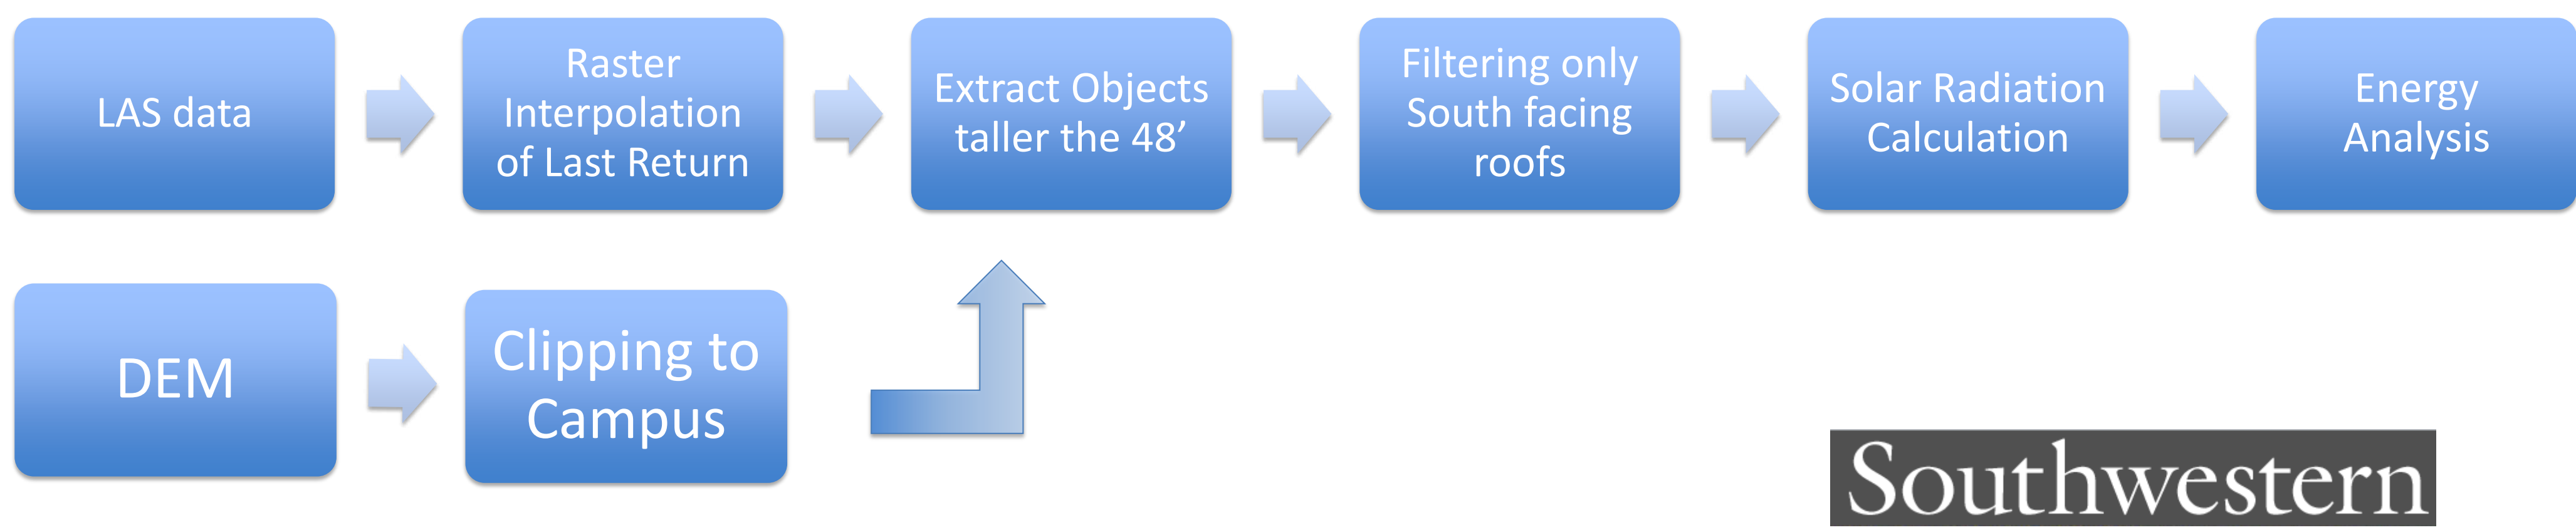 LAS data
Raster
Interpolation
of Last Return
Extract Objects
taller the 48’
Filtering only
South facing
roofs
Solar Radiation
Calculation
Energy
Analysis
DEM
Clipping to
Campus
Southwestern